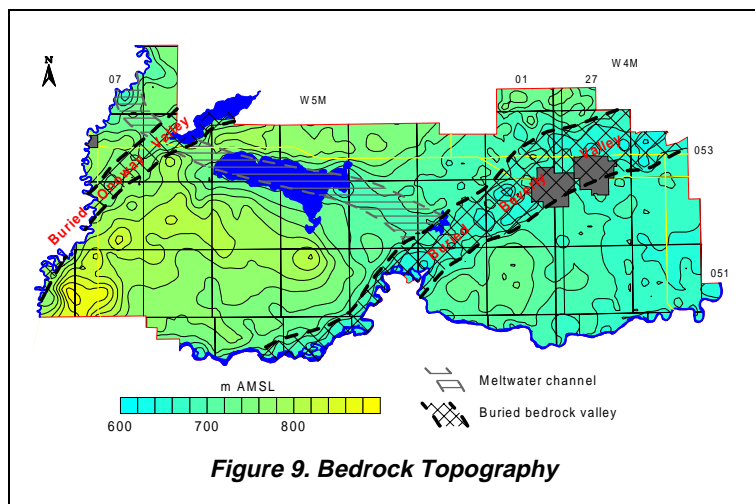 N
07
W5M
01
27
W4M
053
Buried Onoway Valley
Buried Beverly Valley
051
m AMSL
600
700
800
Meltwater channel
Buried bedrock valley
Figure 9. Bedrock Topography